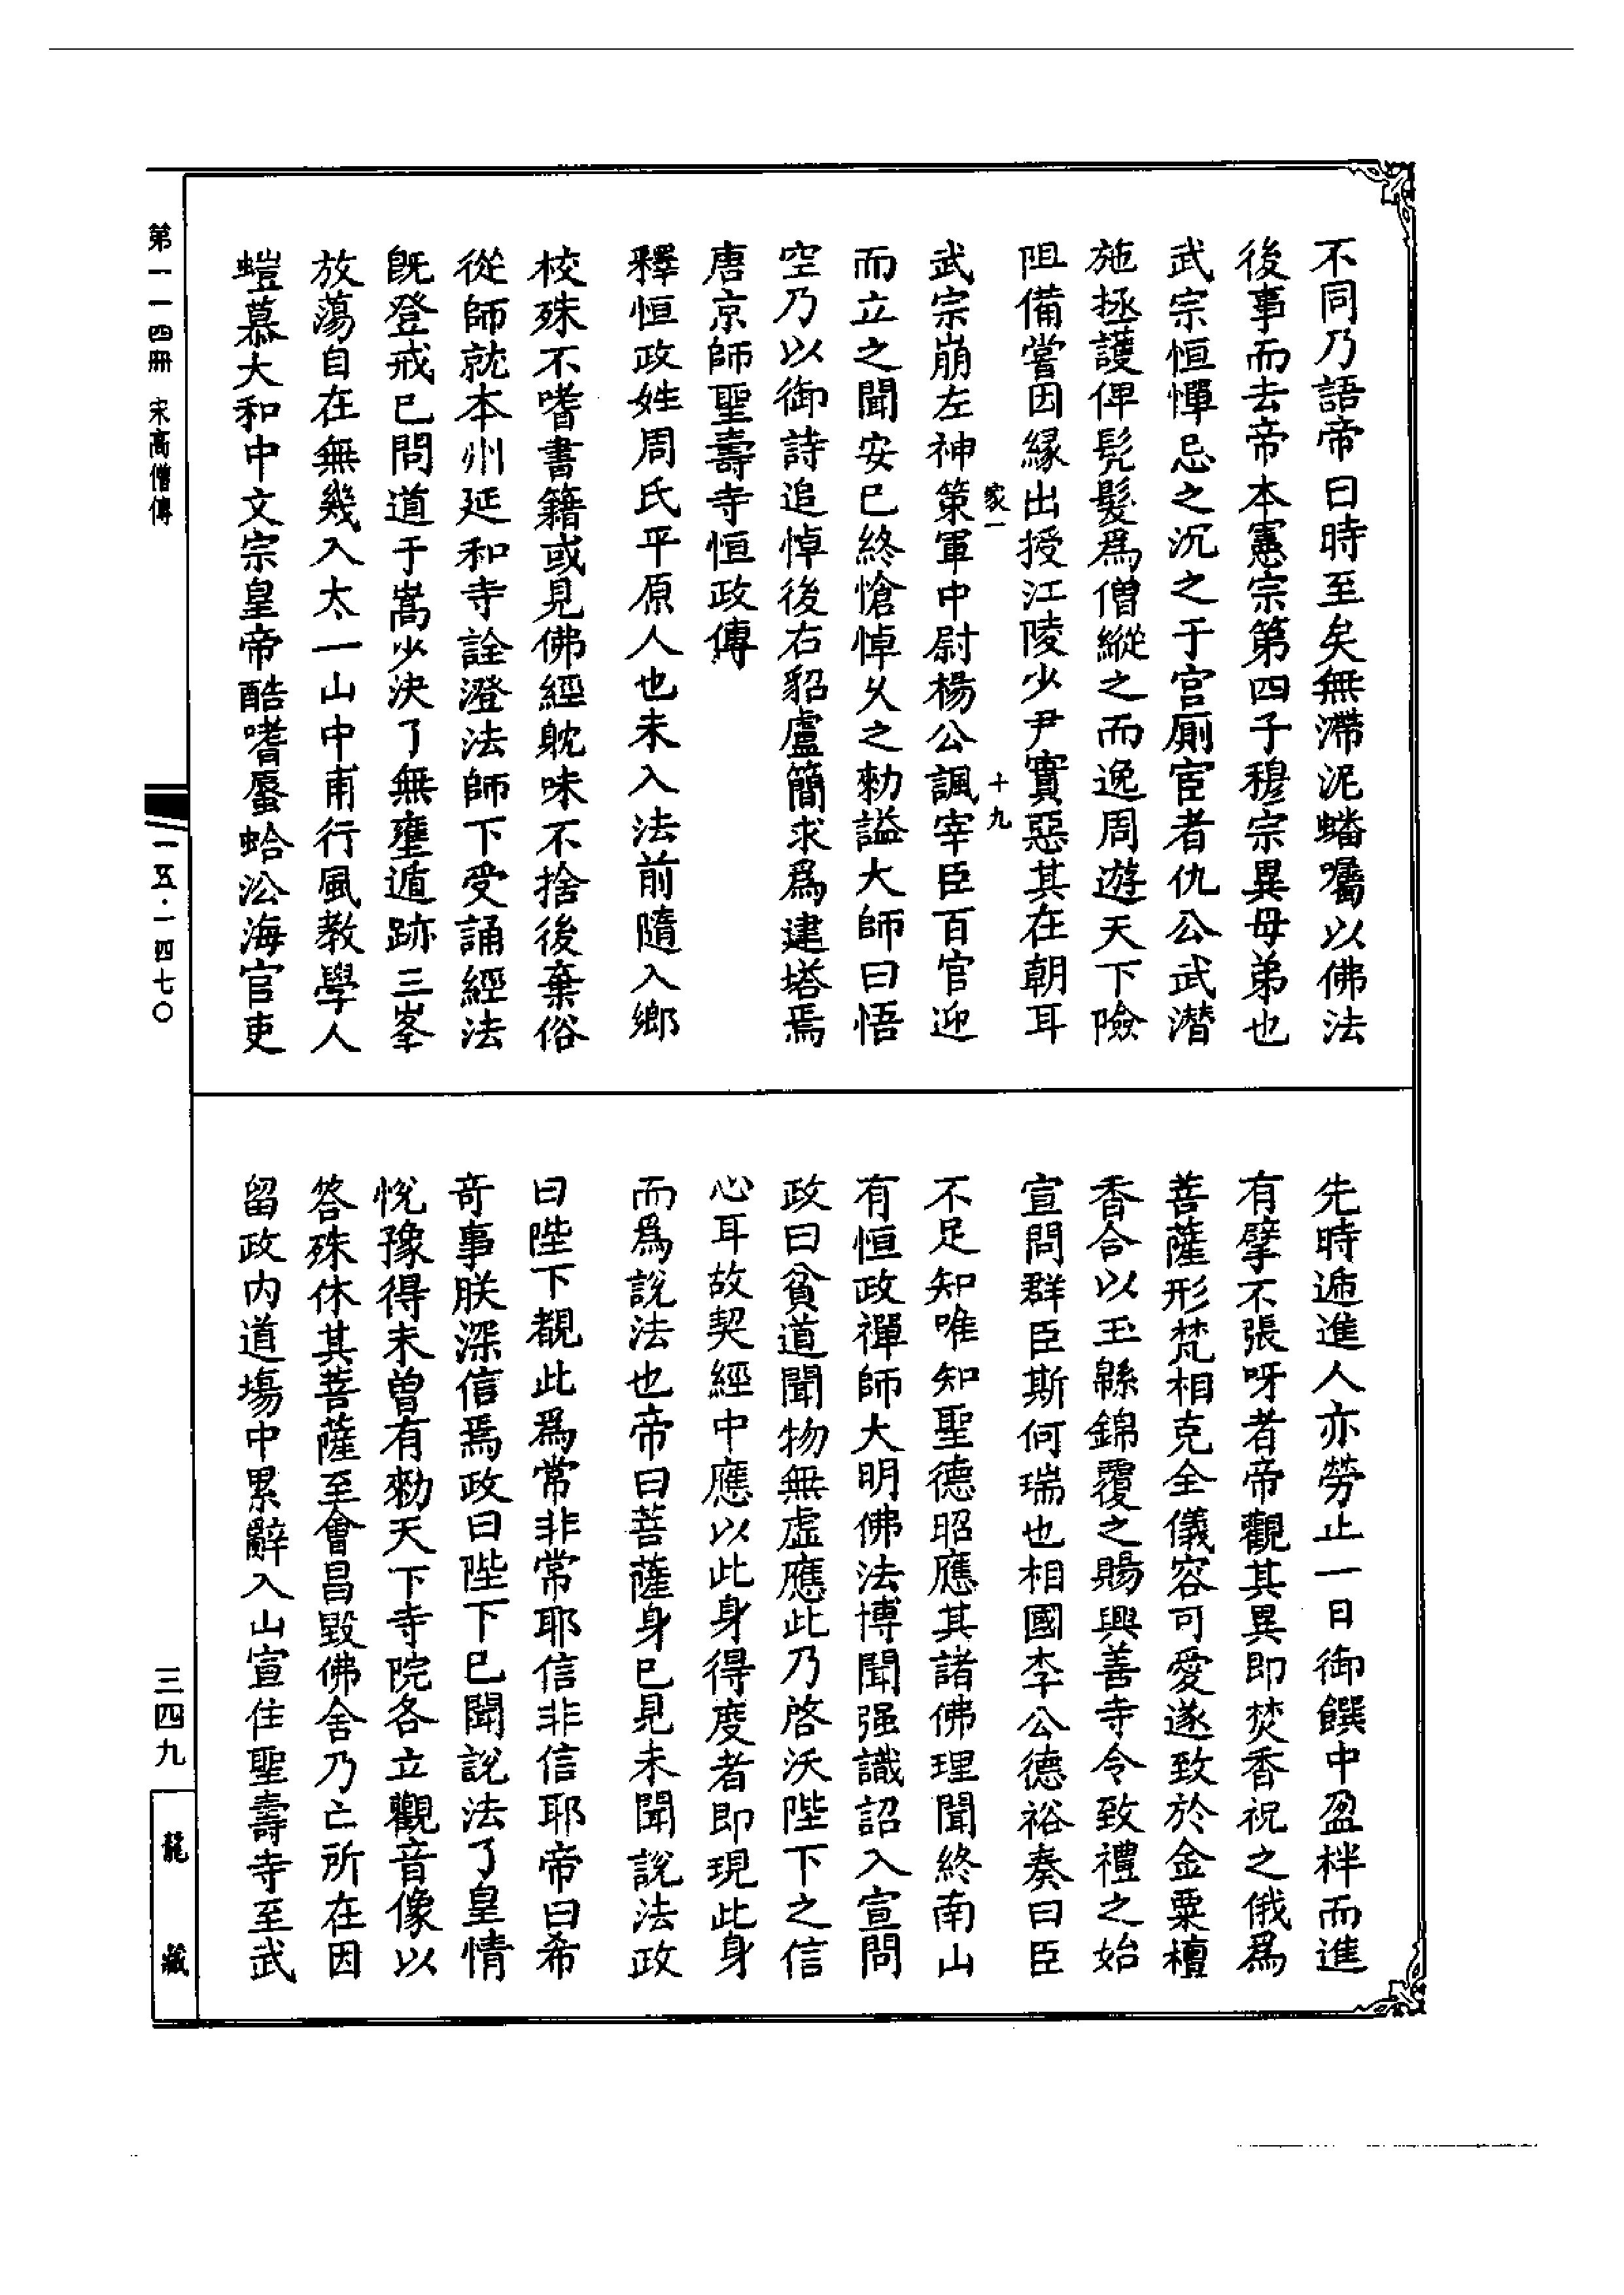 不同乃語帝曰時至矣無滯泥蟠囑以佛法
後事而去帝本憲宗第四子穆宗異母弟也
武宗恒憚忌之沉之于官廁宦者仇公武潛
施拯護俾髡髮爲僧縱之而逸周遊天下險
阻備嘗因緣出授江陵少尹實惡其在朝耳
家一 十九
武宗崩左神策軍中尉楊公諷宰臣百官迎
而立之聞安已終愴悼久之勑諡大師曰悟
空乃以御詩追悼後右貂盧簡求爲建塔焉
唐京師聖壽寺恒政傳
釋恒政姓周氏平原人也未入法前隨入鄉
校殊不嗜書籍或見佛經躭味不捨後棄俗
從師就本州延和寺詮澄法師下受誦經法
既登戒已問道于嵩少決了無壅遁跡三峯
放蕩自在無幾入太一山中甫行風教學人
螘慕大和中文宗皇帝酷嗜蜃蛤沿海官吏
先時遞進人亦勞止一日御饌中盈柈而進
有擘不張呀者帝觀其異即焚香祝之俄爲
菩薩形梵相克全儀容可愛遂致於金粟檀
香合以玉緜錦覆之賜興善寺令致禮之始
宣問群臣斯何瑞也相國李公德裕奏曰臣
不足知唯知聖德昭應其諸佛理聞終南山
有恒政禪師大明佛法博聞强識詔入宣問
政曰貧道聞物無虛應此乃啓沃陛下之信
心耳故契經中應以此身得度者即現此身
而爲說法也帝曰菩薩身已見未聞說法政
曰陛下覩此爲常非常耶信非信耶帝曰希
奇事朕深信焉政曰陛下已聞說法了皇情
悅豫得未曾有勑天下寺院各立觀音像以
答殊休其菩薩至會昌毀佛舍乃亡所在因
留政內道塲中累辭入山宣住聖壽寺至武
第一一四冊 宋高僧傳
一五·一四七〇
三四九
龍藏